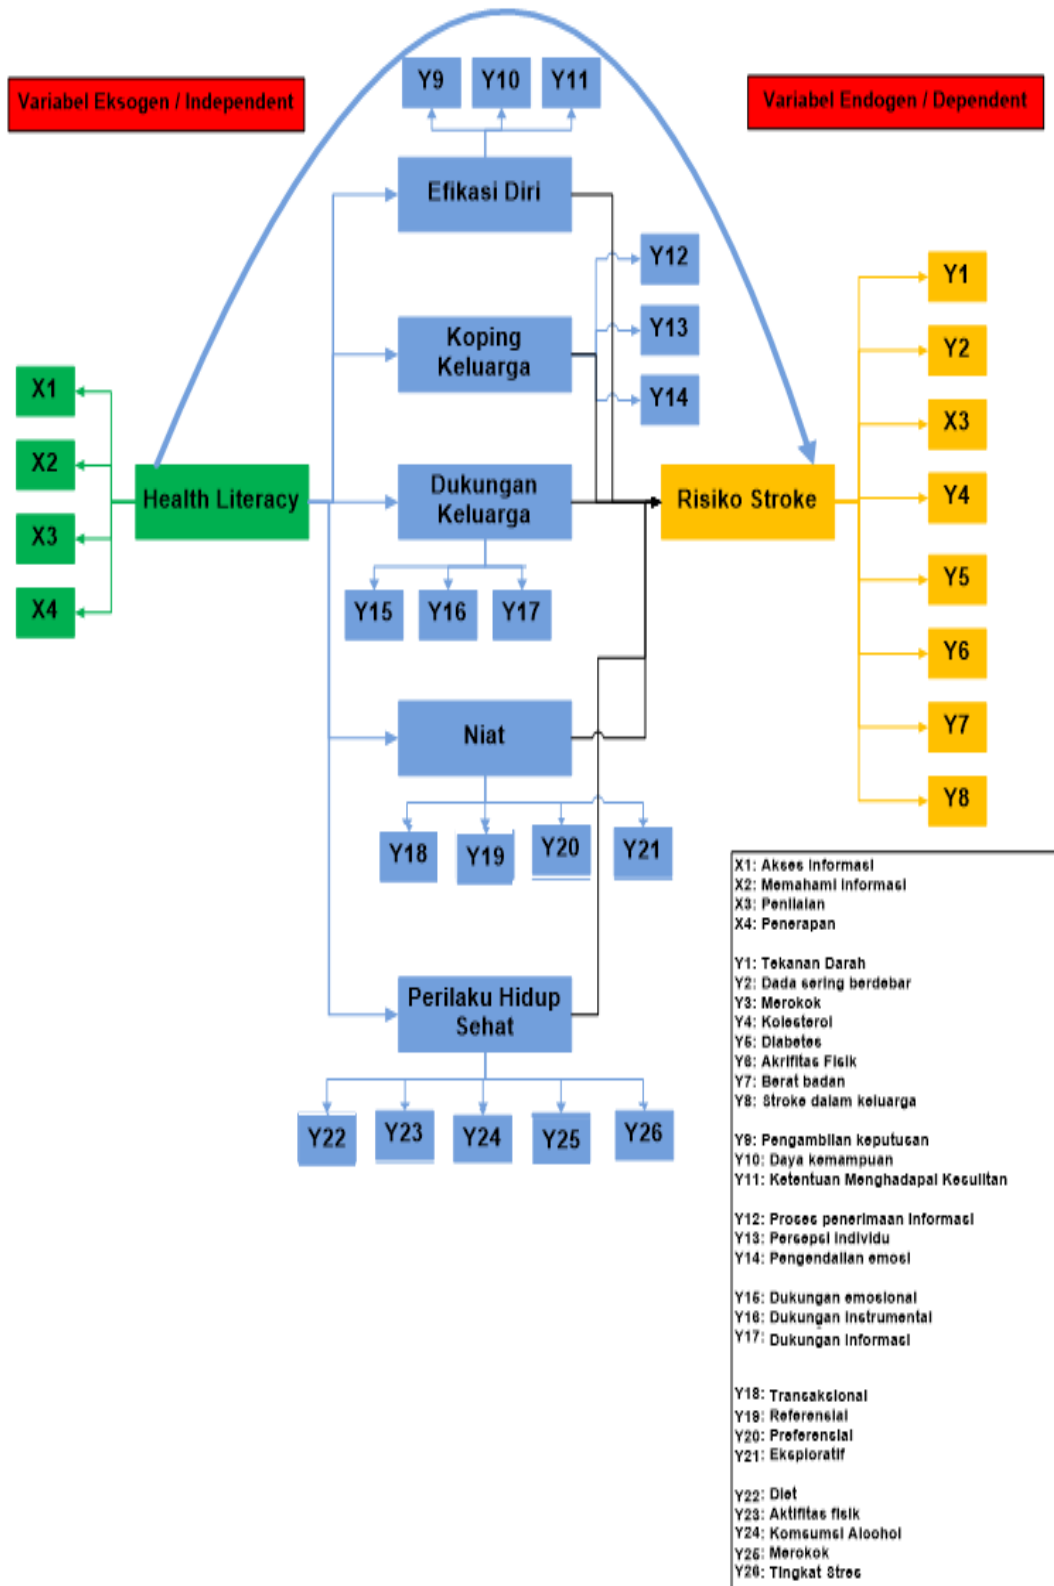 Y9
Y10
Y11
Variabel Eksogen / Independent
Variabel Endogen / Dependent
Efikasi Diri
Y12
Y13
Y14
Koping
Keluarga
X1
X2
X3
X4
Health Literacy
Dukungan
Keluarga
Risiko Stroke
Y1
Y2
X3
Y4
Y5
Y6
Y7
Y8
Y15
Y16
Y17
Niat
Y18
Y19
Y20
Y21
Perilaku Hidup
Sehat
Y22
Y23
Y24
Y25
Y26
X1: Akses Informasi
X2: Memahami Informasi
X3: Penilaian
X4: Penerapan
Y1: Tekanan Darah
Y2: Dada sering berdebar
Y3: Merokok
Y4: Kolesterol
Y5: Diabetes
Y6: Akrifitas Fisik
Y7: Berat badan
Y8: Stroke dalam keluarga
Y9: Pengambilan keputusan
Y10: Daya kemampuan
Y11: Ketentuan Menghadapai Kesulitan
Y12: Proses penerimaan Informasi
Y13: Persepsi Individu
Y14: Pengendalian emosi
Y15: Dukungan emosional
Y16: Dukungan Instrumental
Y17: Dukungan Informasi
Y18: Transaksional
Y19: Referensial
Y20: Preferensial
Y21: Eksploratif
Y22: Diet
Y23: Aktifitas fisik
Y24: Komsumsi Alcohol
Y25: Merokok
Y26: Tingkat Stres